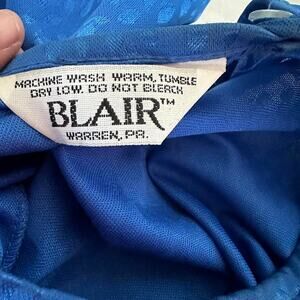 MACHINE WASH WARM, TUMBLE
DRY LOW. DO NOT BLEACH
BLAIR™
WARREN, PA.